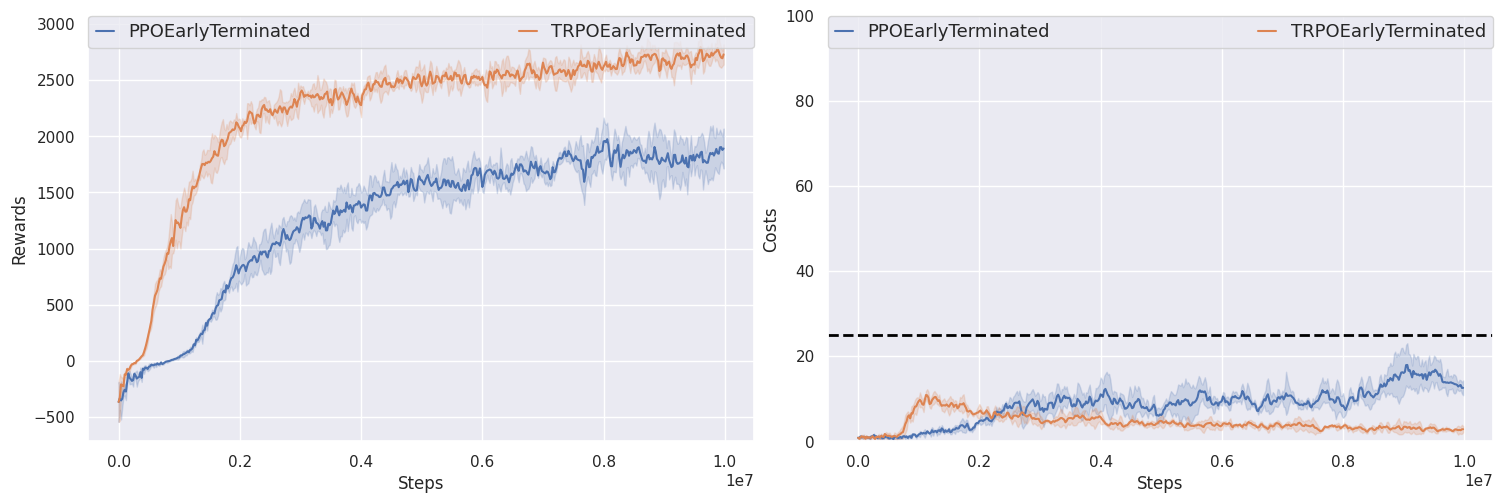 PPOEarlyTerminated TRPOEarlyTerminated
3000
2500
2000
1500
1000
500
0
−500
Rewards
0.0 0.2 0.4 0.6 0.8 1.0
1e7
Steps
PPOEarlyTerminated TRPOEarlyTerminated
100
80
60
40
20
0
Costs
0.0 0.2 0.4 0.6 0.8 1.0
1e7
Steps